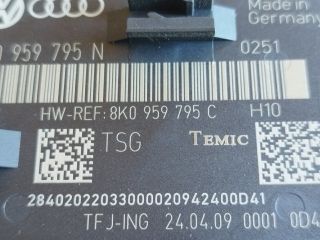 Made in
Germany
959 795 N
0251
HW-REF: 8K0 959 795 C H10
TSG TEMIC
28402022033000020942400D41
TFJ-ING 24.04.09 0001 0D4